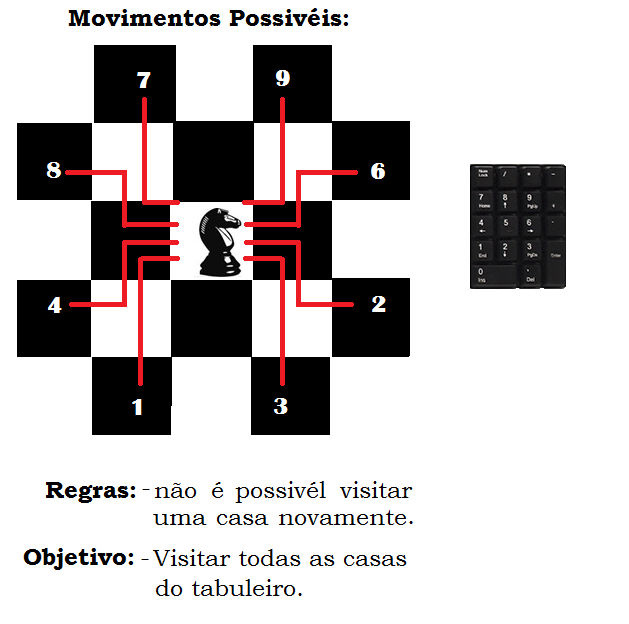 Movimentos Possivéis:
7 9
8 6
4 2
1 3
Num Lock / * -
7 Home 8 9 PgUp
4 5 6
1 End 2 3 PgDn Enter
0 Ins . Del
Regras: - não é possivél visitar
uma casa novamente.
Objetivo: - Visitar todas as casas
do tabuleiro.